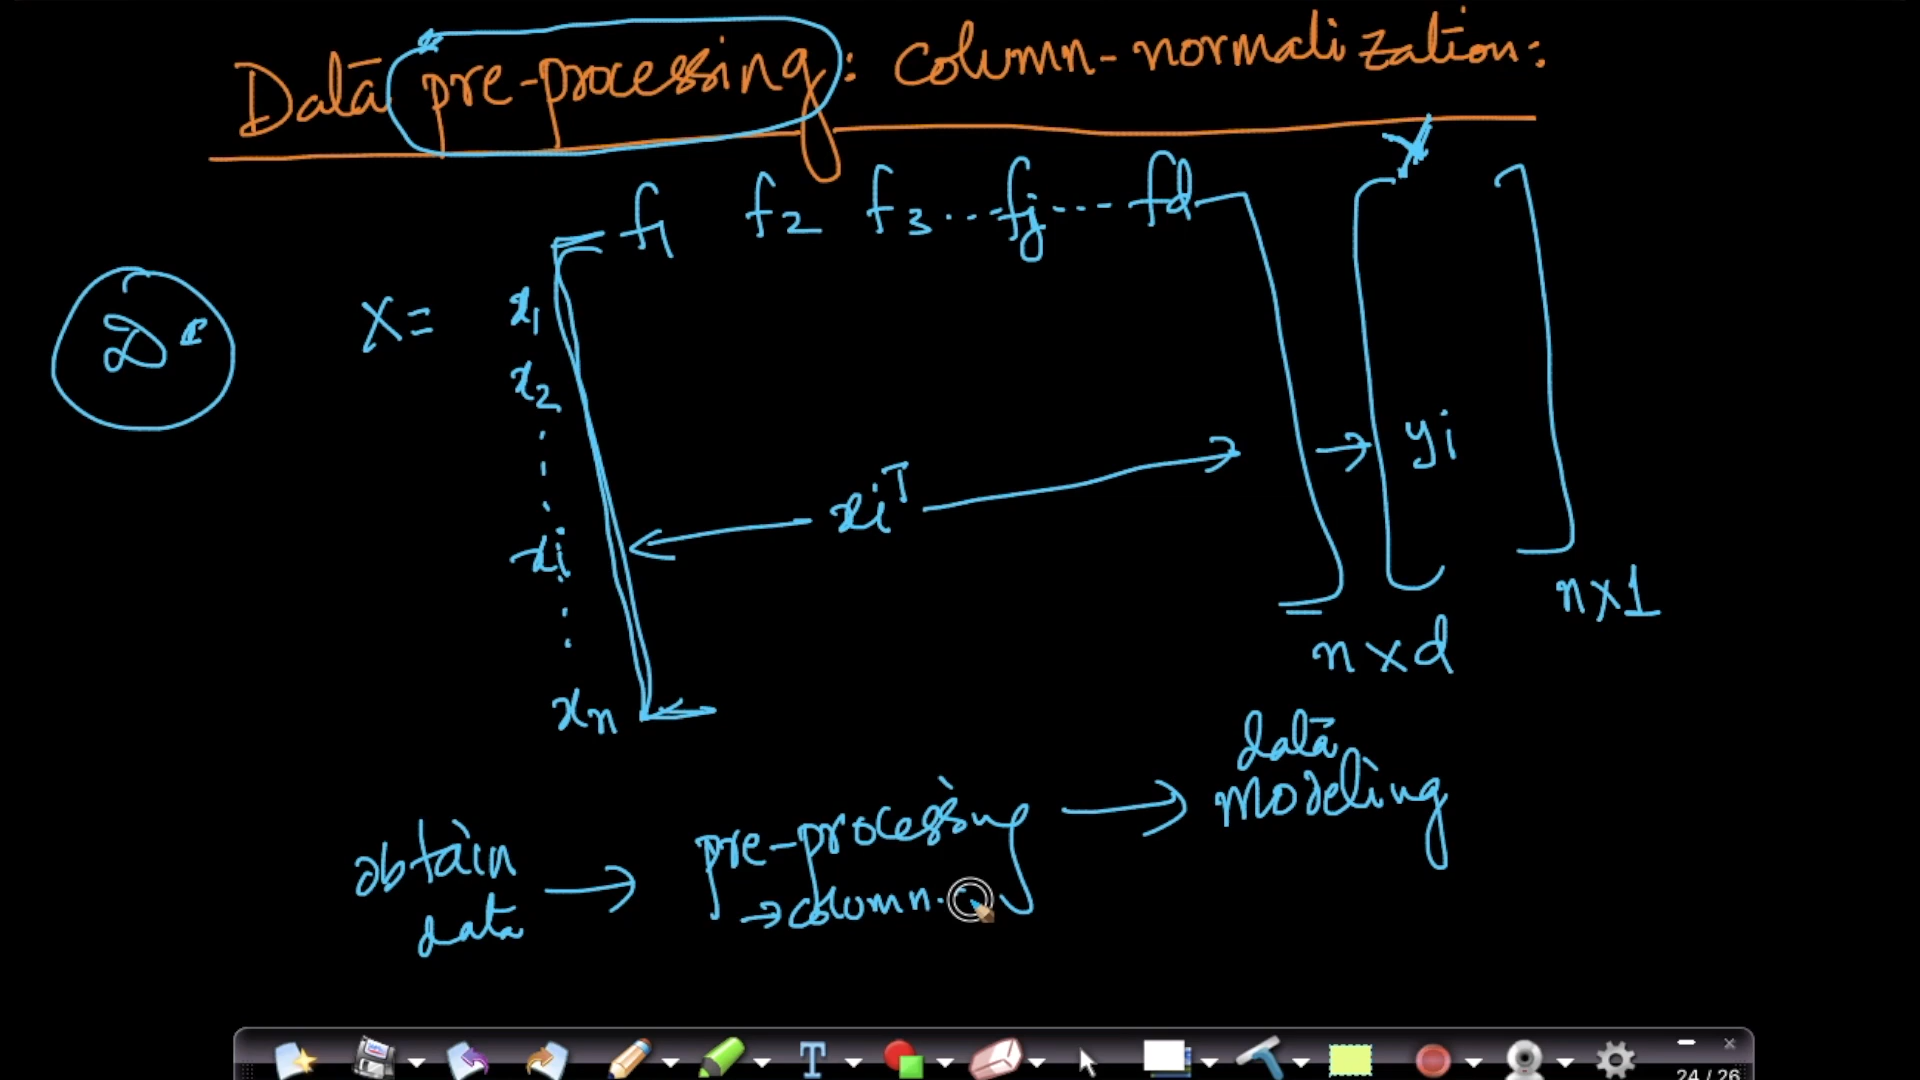 Data pre-processing: column-normalization:
f1 f2 f3...fj....fd
Y
D
X=
x1
x2
xi
xn
xiᵀ
yi
n×1
n×d
obtain
data
pre-processing
→column.
data
modeling
T
24 / 26